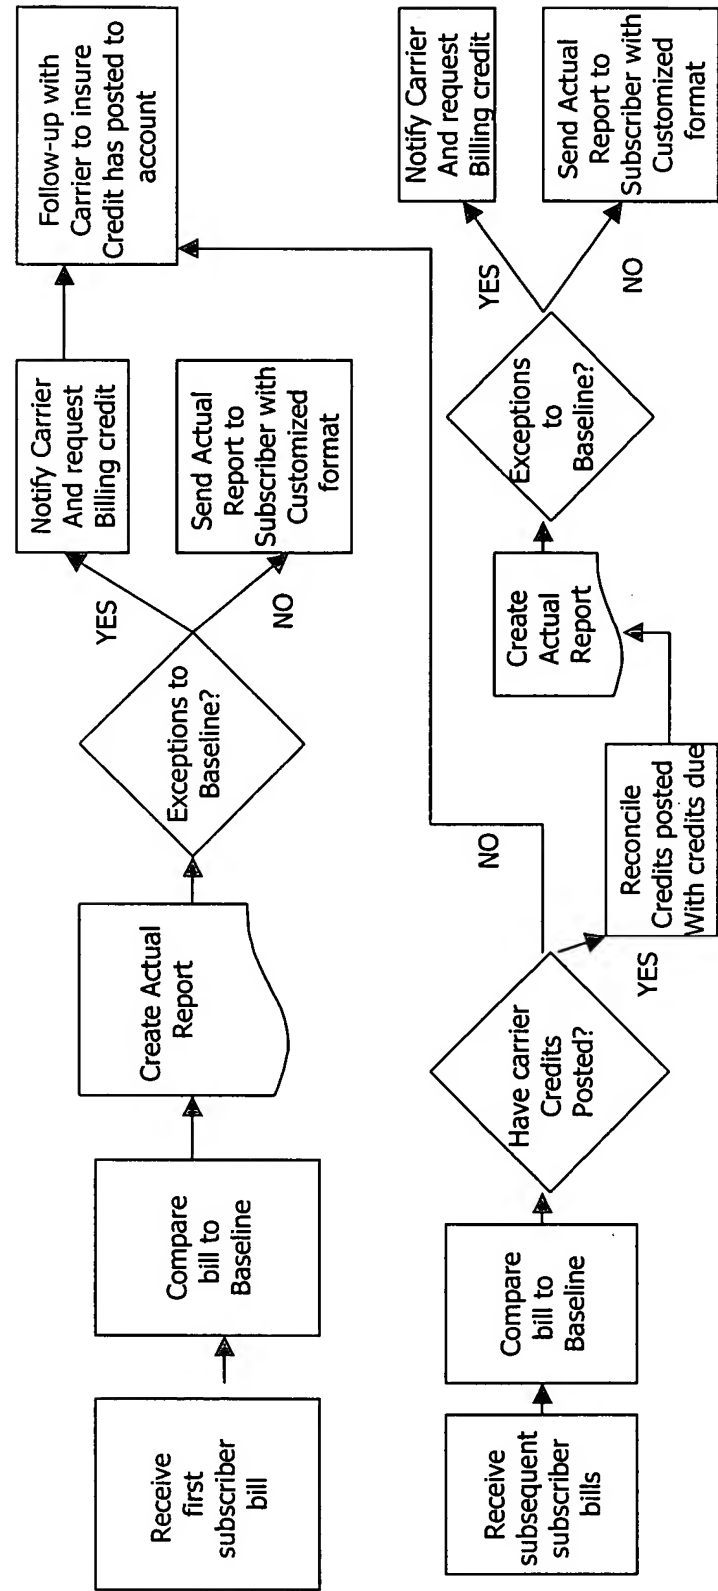 Receive
first
subscriber
bill
Compare
bill to
Baseline
Create Actual
Report
Exceptions to
Baseline?
YES
NO
Notify Carrier
And request
Billing credit
Send Actual
Report to
Subscriber with
Customized
format
Follow-up with
Carrier to insure
Credit has posted to
account
Receive
subsequent
subscriber
bills
Compare
bill to
Baseline
Have carrier
Credits
Posted?
NO
YES
Reconcile
Credits posted
With credits due
Create
Actual
Report
Exceptions
to
Baseline?
YES
NO
Notify Carrier
And request
Billing credit
Send Actual
Report to
Subscriber with
Customized
format